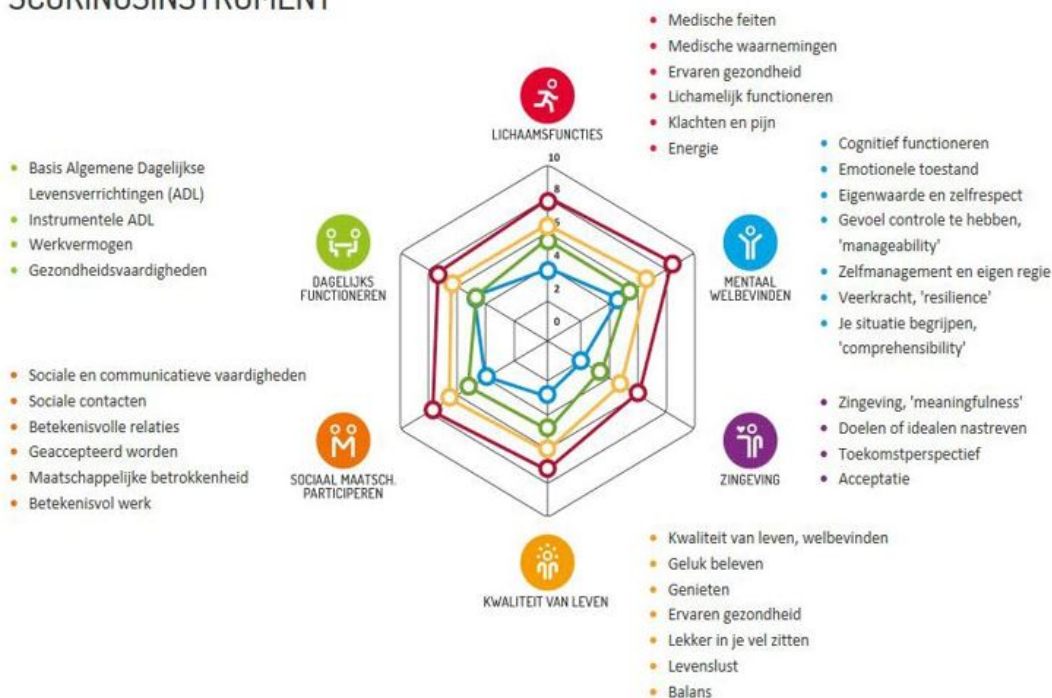 SCORINGSINSTRUMENT
Medische feiten
Medische waarnemingen
Ervaren gezondheid
Lichamelijk functioneren
Klachten en pijn
Energie
LICHAAMSFUNCTIES
Cognitief functioneren
Emotionele toestand
Eigenwaarde en zelfrespect
Gevoel controle te hebben,
'manageability'
Zelfmanagement en eigen regie
Veerkracht, 'resilience'
Je situatie begrijpen,
'comprehensibility'
MENTAAL
WELBEVINDEN
Zingeving, 'meaningfulness'
Doelen of idealen nastreven
Toekomstperspectief
Acceptatie
ZINGEVING
Kwaliteit van leven, welbevinden
Geluk beleven
Genieten
Ervaren gezondheid
Lekker in je vel zitten
Levenslust
Balans
KWALITEIT VAN LEVEN
Sociale en communicatieve vaardigheden
Sociale contacten
Betekenisvolle relaties
Geaccepteerd worden
Maatschappelijke betrokkenheid
Betekenisvol werk
SOCIAAL MAATSCH.
PARTICIPEREN
Basis Algemene Dagelijkse
Levensverrichtingen (ADL)
Instrumentele ADL
Werkvermogen
Gezondheidsvaardigheden
DAGELIJKS
FUNCTIONEREN
10
8
6
4
2
0